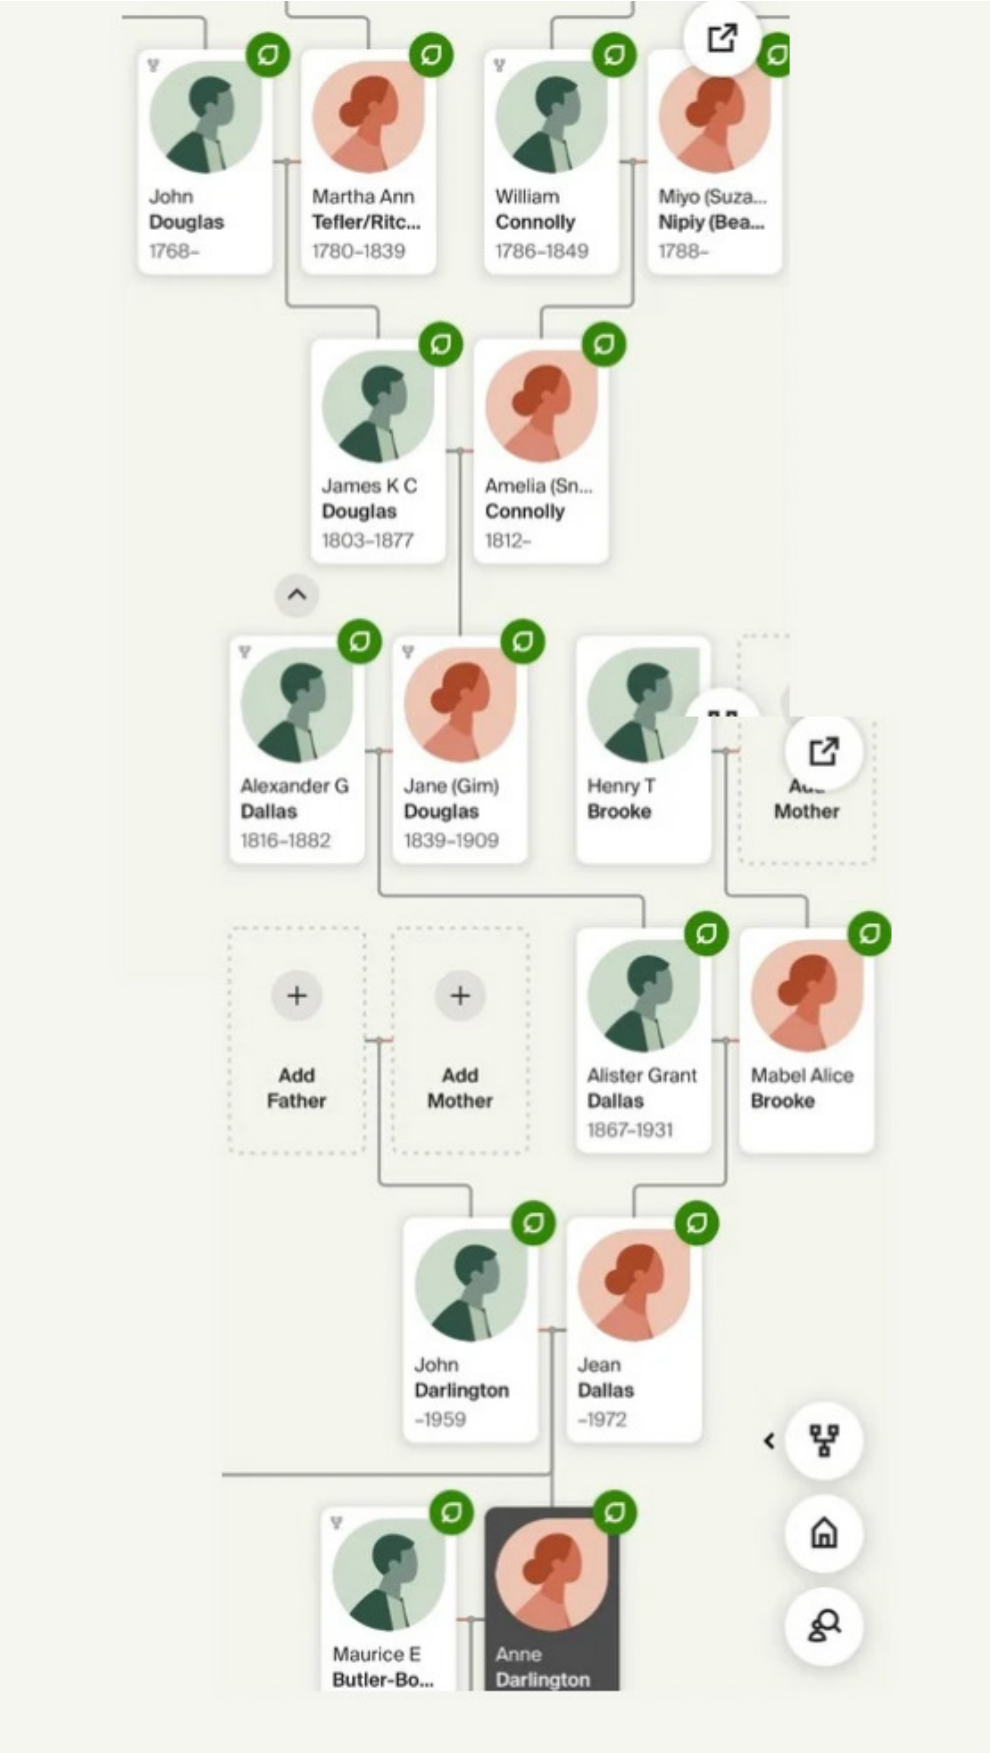 John
Douglas
1768–
Martha Ann
Tefler/Ritc...
1780–1839
William
Connolly
1786–1849
Miyo (Suza...
Nipiy (Bea...
1788–
James K C
Douglas
1803–1877
Amelia (Sn...
Connolly
1812–
Alexander G
Dallas
1816–1882
Jane (Gim)
Douglas
1839–1909
Henry T
Brooke
Add
Mother
Add
Father
Add
Mother
Alister Grant
Dallas
1867–1931
Mabel Alice
Brooke
John
Darlington
–1959
Jean
Dallas
–1972
Maurice E
Butler-Bo...
Anne
Darlington